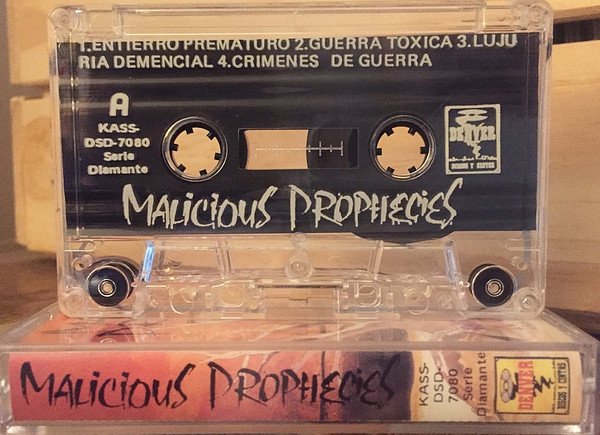 1.ENTIERRO PREMATURO 2.GUERRA TOXICA 3.LUJU
RIA DEMENCIAL 4.CRIMENES DE GUERRA
A
KASS-
DSD-7080
Serie
Diamante
DENVER
DISCOS Y CINTAS
MALICIOUS PROPHECIES
MALICIOUS PROPHECIES
KASS-
DSD-
7080
Serie
Diamante
DENVER
DISCOS Y CINTAS